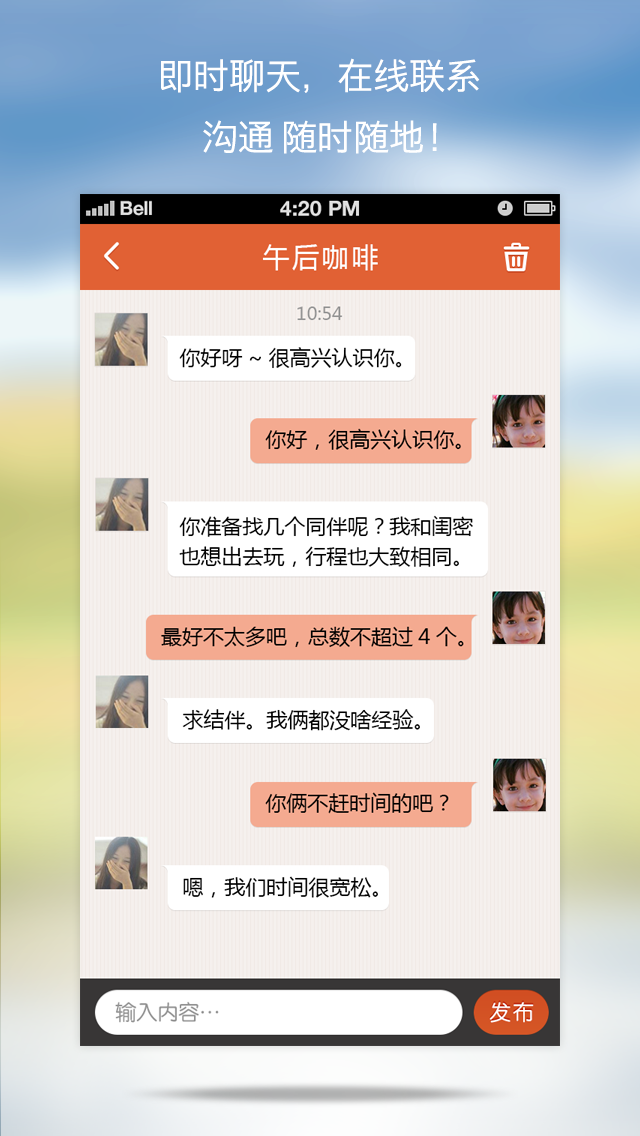 即时聊天，在线联系
沟通 随时随地！
Bell 4:20 PM
午后咖啡
10:54
你好呀 ~ 很高兴认识你。
你好，很高兴认识你。
你准备找几个同伴呢？我和闺密
也想出去玩，行程也大致相同。
最好不太多吧，总数不超过 4 个。
求结伴。我俩都没啥经验。
你俩不赶时间的吧？
嗯，我们时间很宽松。
输入内容… 发布